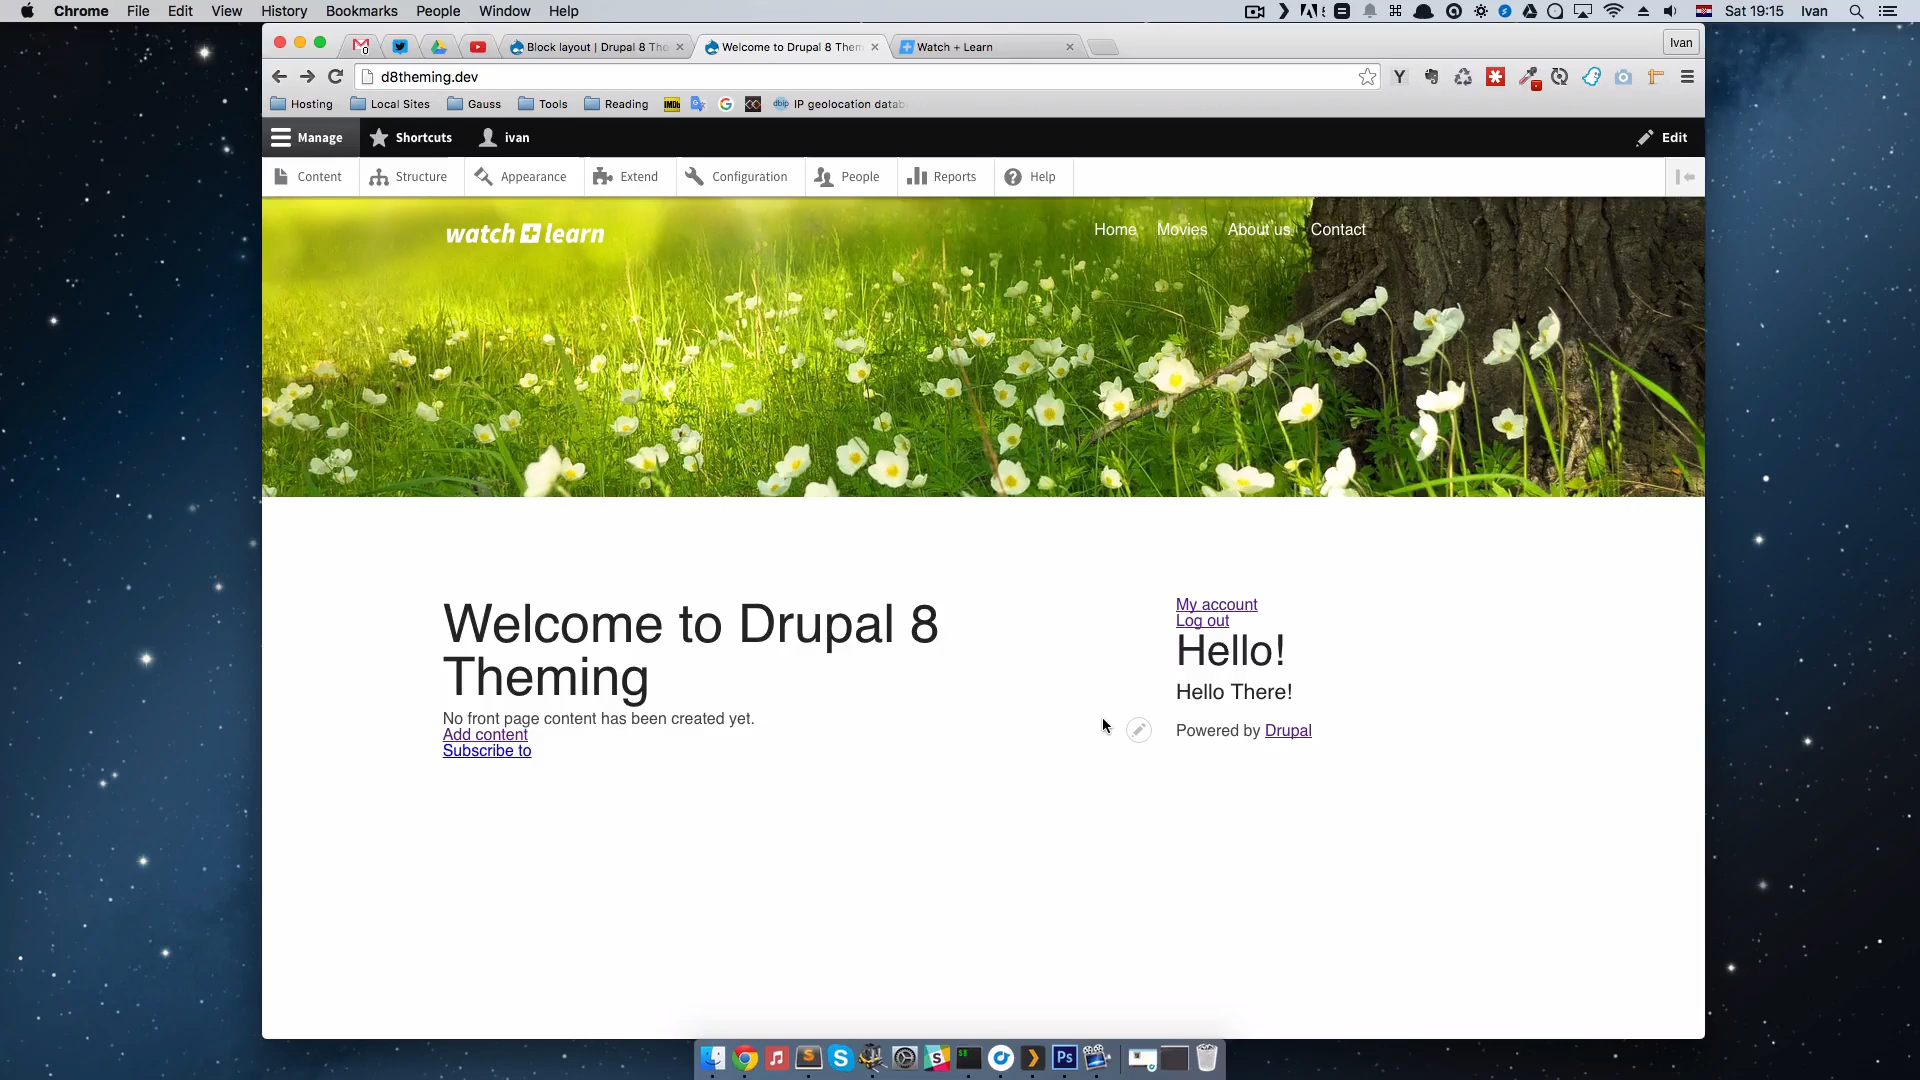 Chrome File Edit View History Bookmarks People Window Help Sat 19:15 Ivan
Block layout | Drupal 8 The Welcome to Drupal 8 Them Watch + Learn Ivan
d8theming.dev
Hosting Local Sites Gauss Tools Reading IMDb IP geolocation datab
Manage Shortcuts ivan Edit
Content Structure Appearance Extend Configuration People Reports Help
watch + learn Home Movies About us Contact
Welcome to Drupal 8
Theming
No front page content has been created yet.
Add content
Subscribe to
My account
Log out
Hello!
Hello There!
Powered by Drupal
Ps